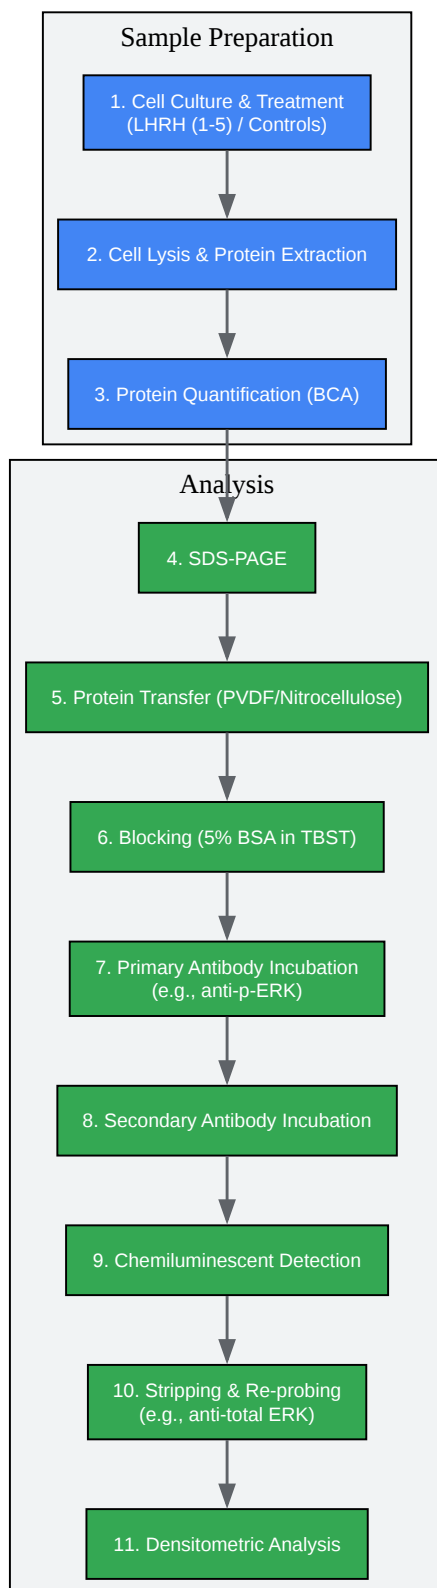 Sample Preparation
1. Cell Culture & Treatment
(LHRH (1-5) / Controls)
2. Cell Lysis & Protein Extraction
3. Protein Quantification (BCA)
Analysis
4. SDS-PAGE
5. Protein Transfer (PVDF/Nitrocellulose)
6. Blocking (5% BSA in TBST)
7. Primary Antibody Incubation
(e.g., anti-p-ERK)
8. Secondary Antibody Incubation
9. Chemiluminescent Detection
10. Stripping & Re-probing
(e.g., anti-total ERK)
11. Densitometric Analysis